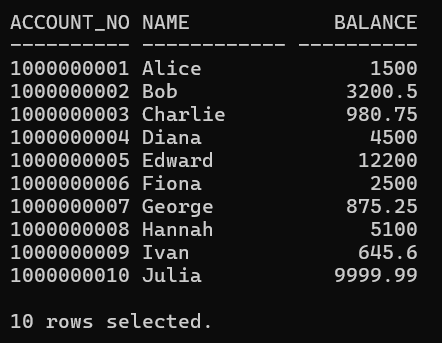 ACCOUNT_NO NAME            BALANCE
---------- ------------ ----------
1000000001 Alice              1500
1000000002 Bob              3200.5
1000000003 Charlie          980.75
1000000004 Diana              4500
1000000005 Edward            12200
1000000006 Fiona              2500
1000000007 George           875.25
1000000008 Hannah             5100
1000000009 Ivan              645.6
1000000010 Julia           9999.99

10 rows selected.